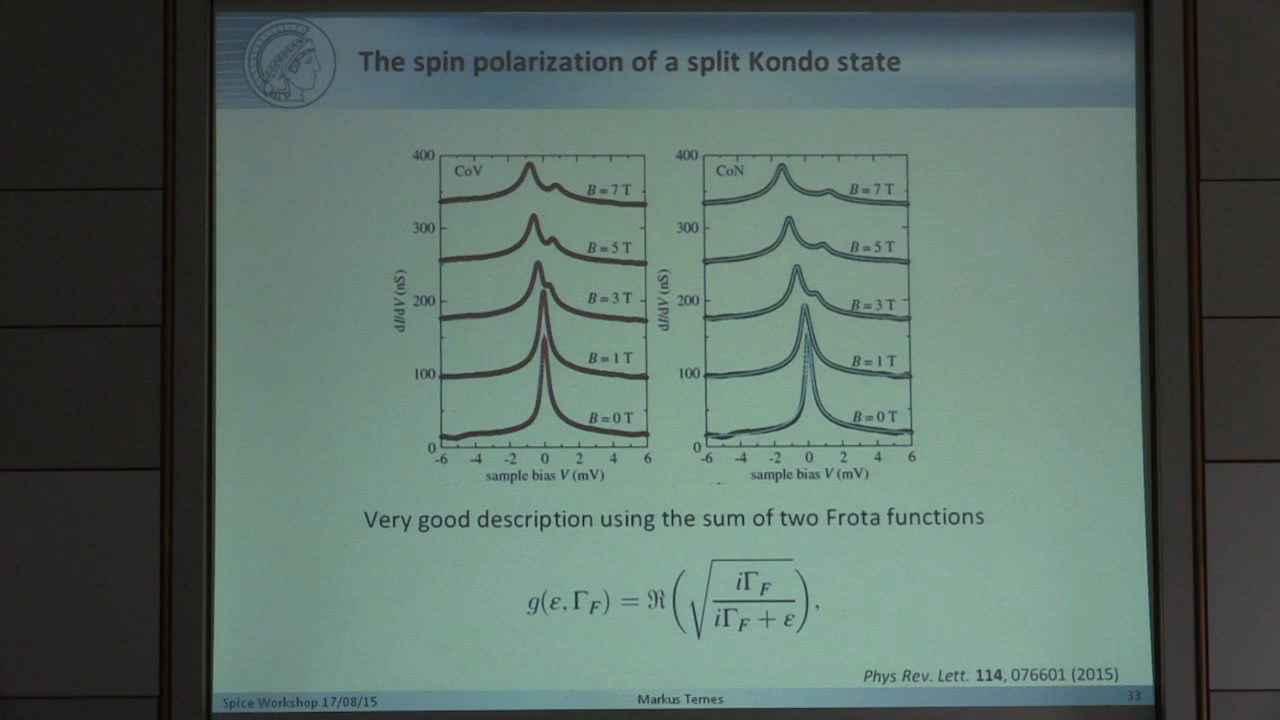 The spin polarization of a split Kondo state
400
CoV
B = 7 T
300
B = 5 T
dI/dV (nS)
200
B = 3 T
B = 1 T
100
B = 0 T
0
-6 -4 -2 0 2 4 6
sample bias V (mV)
400
CoN
B = 7 T
300
B = 5 T
dI/dV (nS)
200
B = 3 T
B = 1 T
100
B = 0 T
0
-6 -4 -2 0 2 4 6
sample bias V (mV)
Very good description using the sum of two Frota functions
g(ε, Γ_F) = ℜ(√(iΓ_F / (iΓ_F + ε))),
Phys Rev. Lett. 114, 076601 (2015)
Spice Workshop 17/08/15
Markus Ternes
33